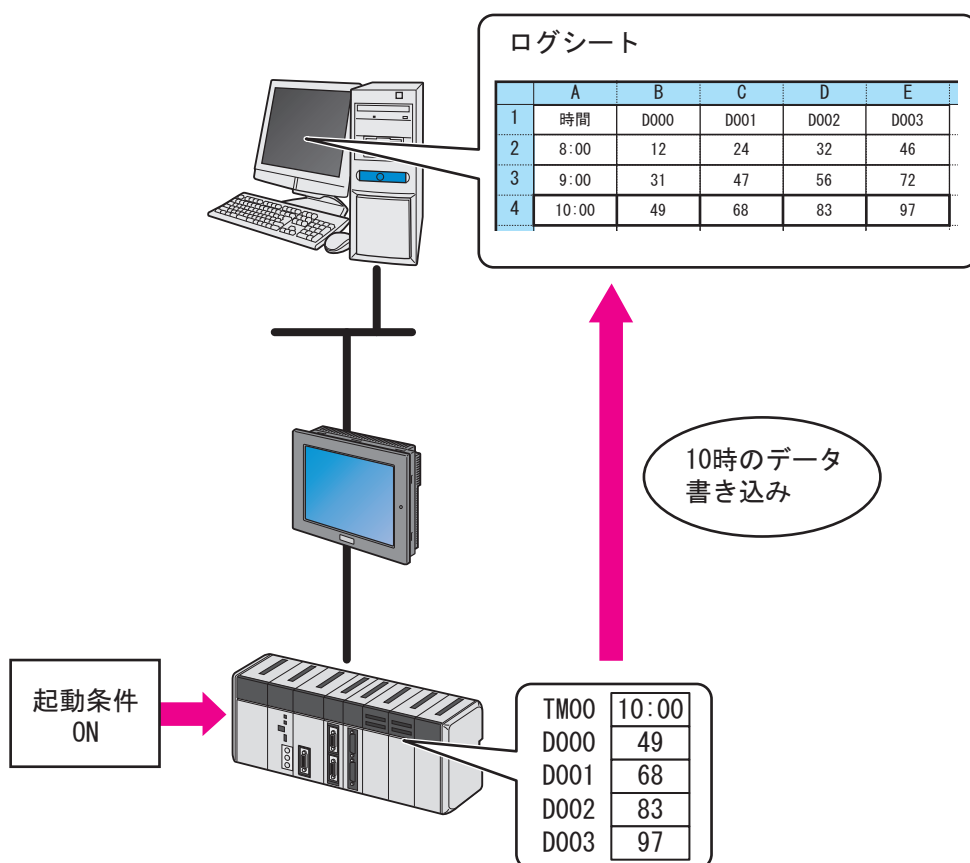 ログシート
A B C D E
1 時間 D000 D001 D002 D003
2 8:00 12 24 32 46
3 9:00 31 47 56 72
4 10:00 49 68 83 97
10時のデータ
書き込み
起動条件
ON
TM00 10:00
D000 49
D001 68
D002 83
D003 97